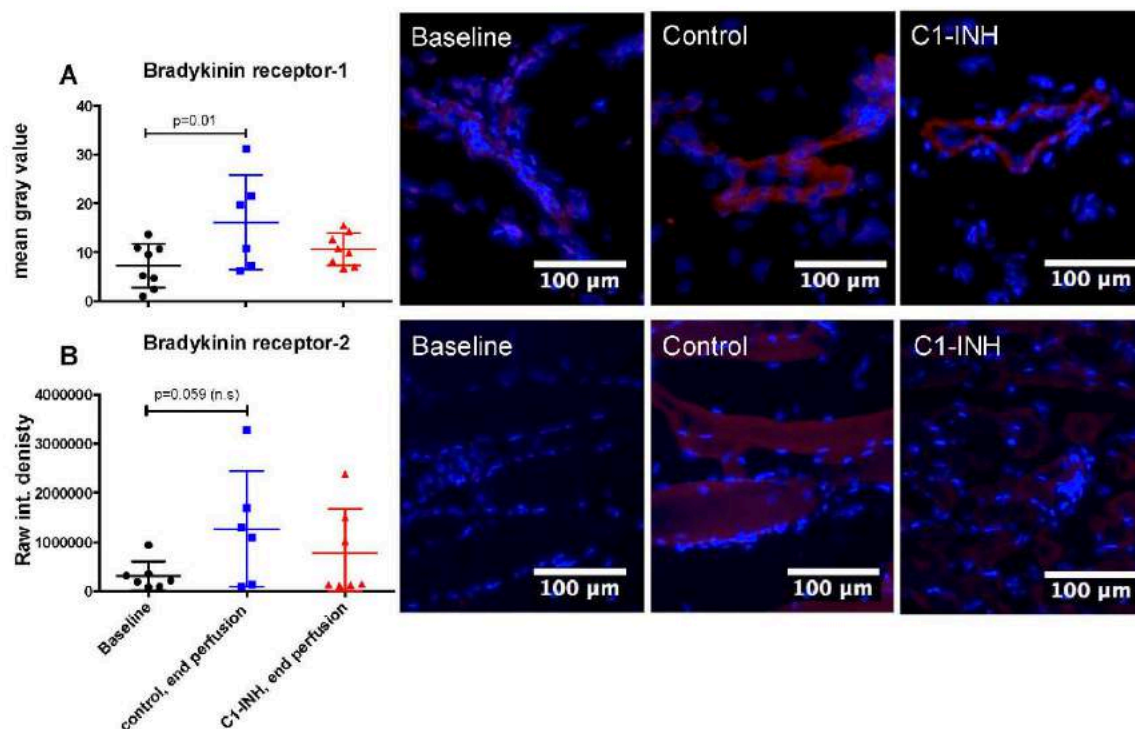 A
Bradykinin receptor-1
mean gray value
40
30
20
10
0
p=0.01
Baseline
100 µm
Control
100 µm
C1-INH
100 µm
B
Bradykinin receptor-2
Raw int. denisty
4000000
3000000
2000000
1000000
0
p=0.059 (n.s)
Baseline
control, end perfusion
C1-INH, end perfusion
Baseline
100 µm
Control
100 µm
C1-INH
100 µm